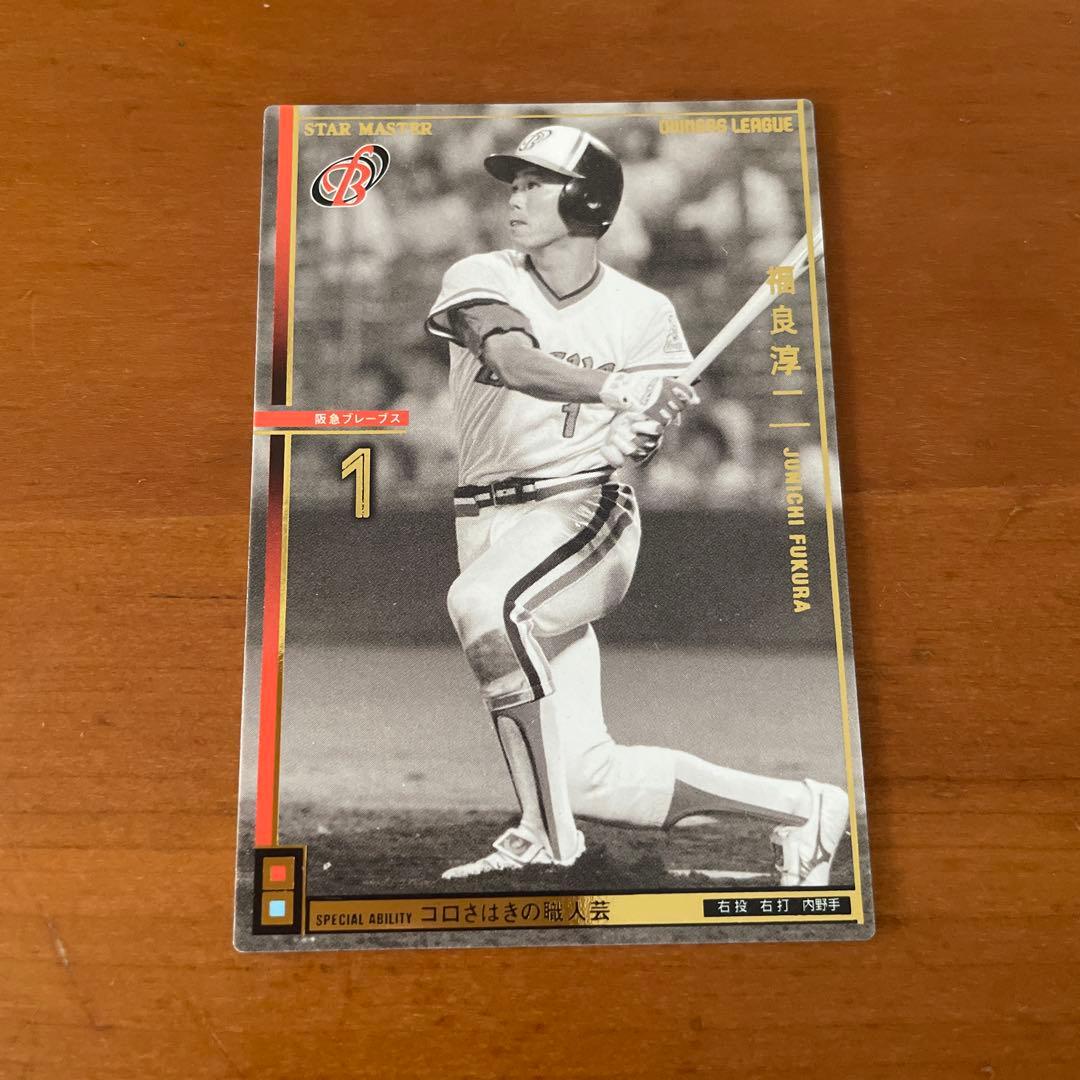 STAR MASTER
OWNERS LEAGUE
B
福良淳一
JUNICHI FUKURA
阪急ブレーブス
1
1
SPECIAL ABILITY コロさばきの職人芸
右投 右打 内野手